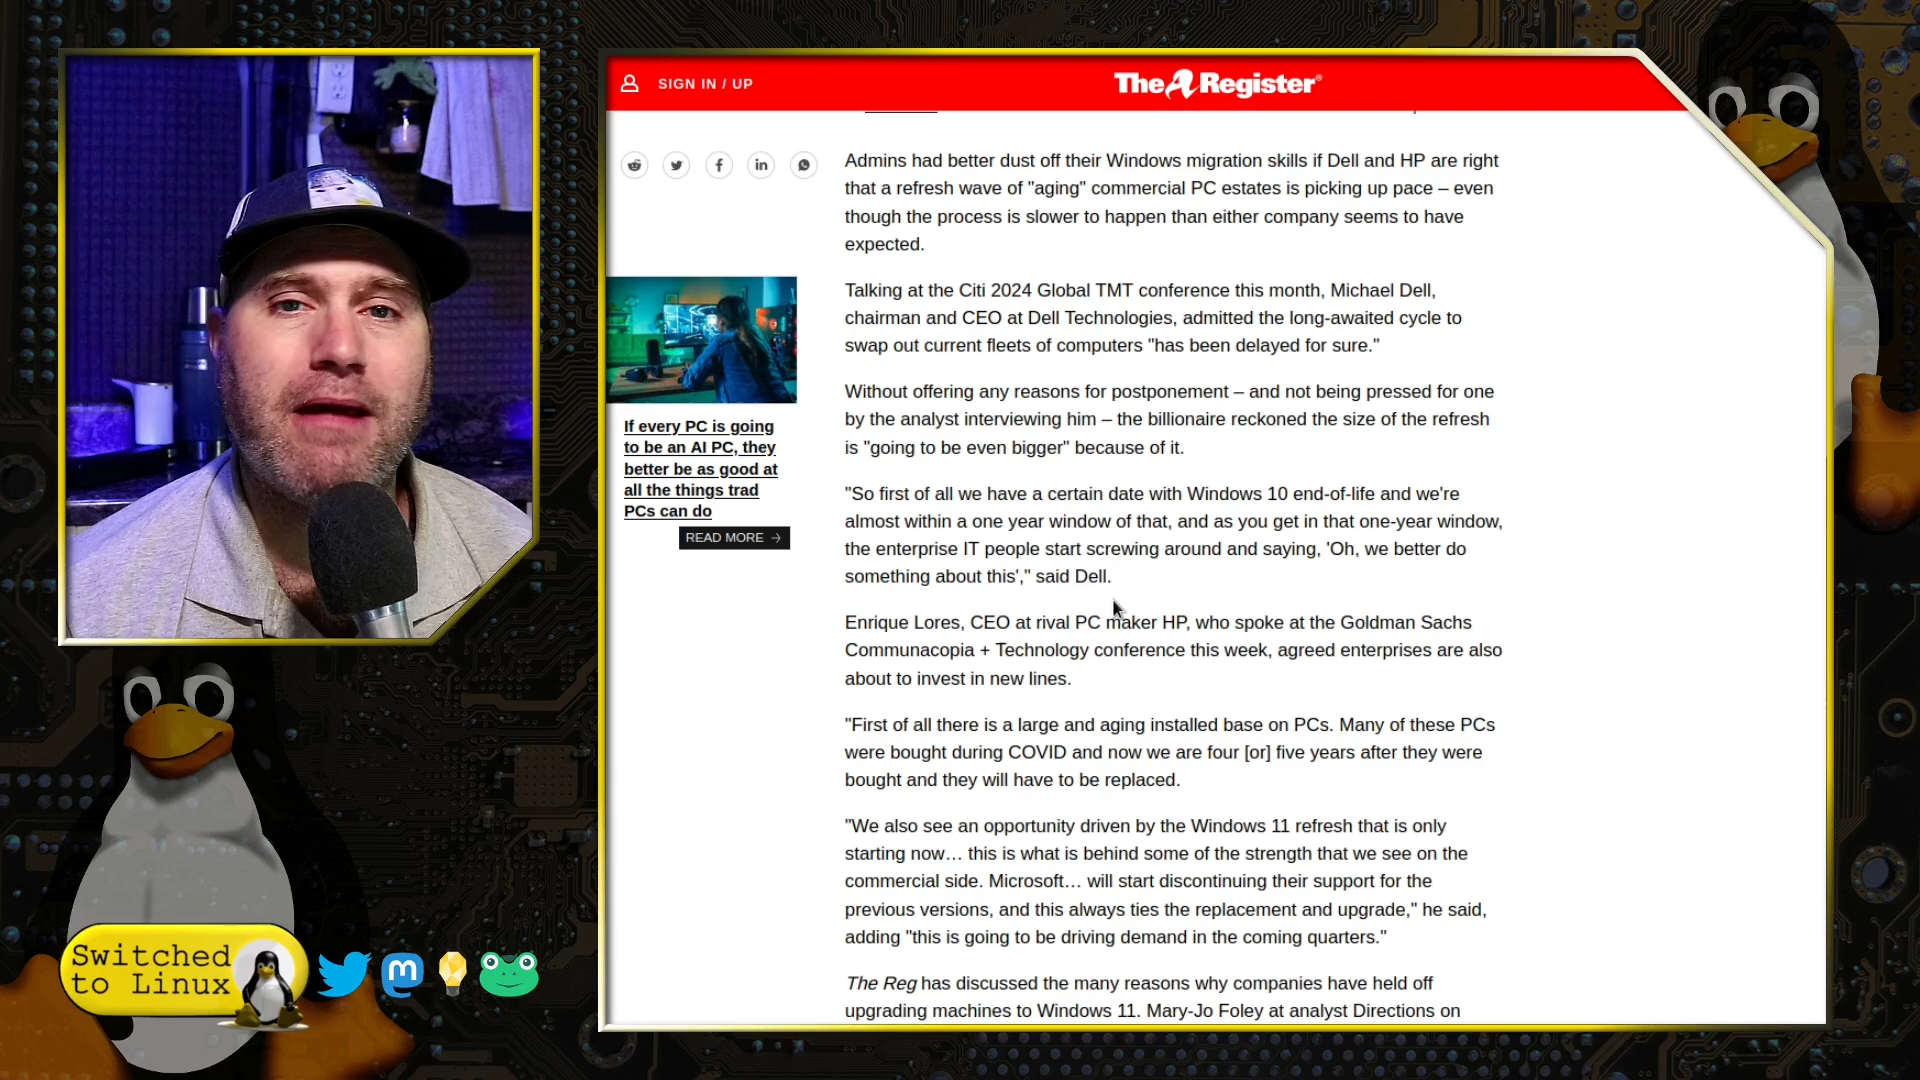 SIGN IN / UP
The Register®
Admins had better dust off their Windows migration skills if Dell and HP are right
that a refresh wave of "aging" commercial PC estates is picking up pace – even
though the process is slower to happen than either company seems to have
expected.
Talking at the Citi 2024 Global TMT conference this month, Michael Dell,
chairman and CEO at Dell Technologies, admitted the long-awaited cycle to
swap out current fleets of computers "has been delayed for sure."
Without offering any reasons for postponement – and not being pressed for one
by the analyst interviewing him – the billionaire reckoned the size of the refresh
is "going to be even bigger" because of it.
"So first of all we have a certain date with Windows 10 end-of-life and we're
almost within a one year window of that, and as you get in that one-year window,
the enterprise IT people start screwing around and saying, 'Oh, we better do
something about this'," said Dell.
Enrique Lores, CEO at rival PC maker HP, who spoke at the Goldman Sachs
Communacopia + Technology conference this week, agreed enterprises are also
about to invest in new lines.
"First of all there is a large and aging installed base on PCs. Many of these PCs
were bought during COVID and now we are four [or] five years after they were
bought and they will have to be replaced.
"We also see an opportunity driven by the Windows 11 refresh that is only
starting now… this is what is behind some of the strength that we see on the
commercial side. Microsoft… will start discontinuing their support for the
previous versions, and this always ties the replacement and upgrade," he said,
adding "this is going to be driving demand in the coming quarters."
The Reg has discussed the many reasons why companies have held off
upgrading machines to Windows 11. Mary-Jo Foley at analyst Directions on
If every PC is going
to be an AI PC, they
better be as good at
all the things trad
PCs can do
READ MORE →
Switched
to Linux